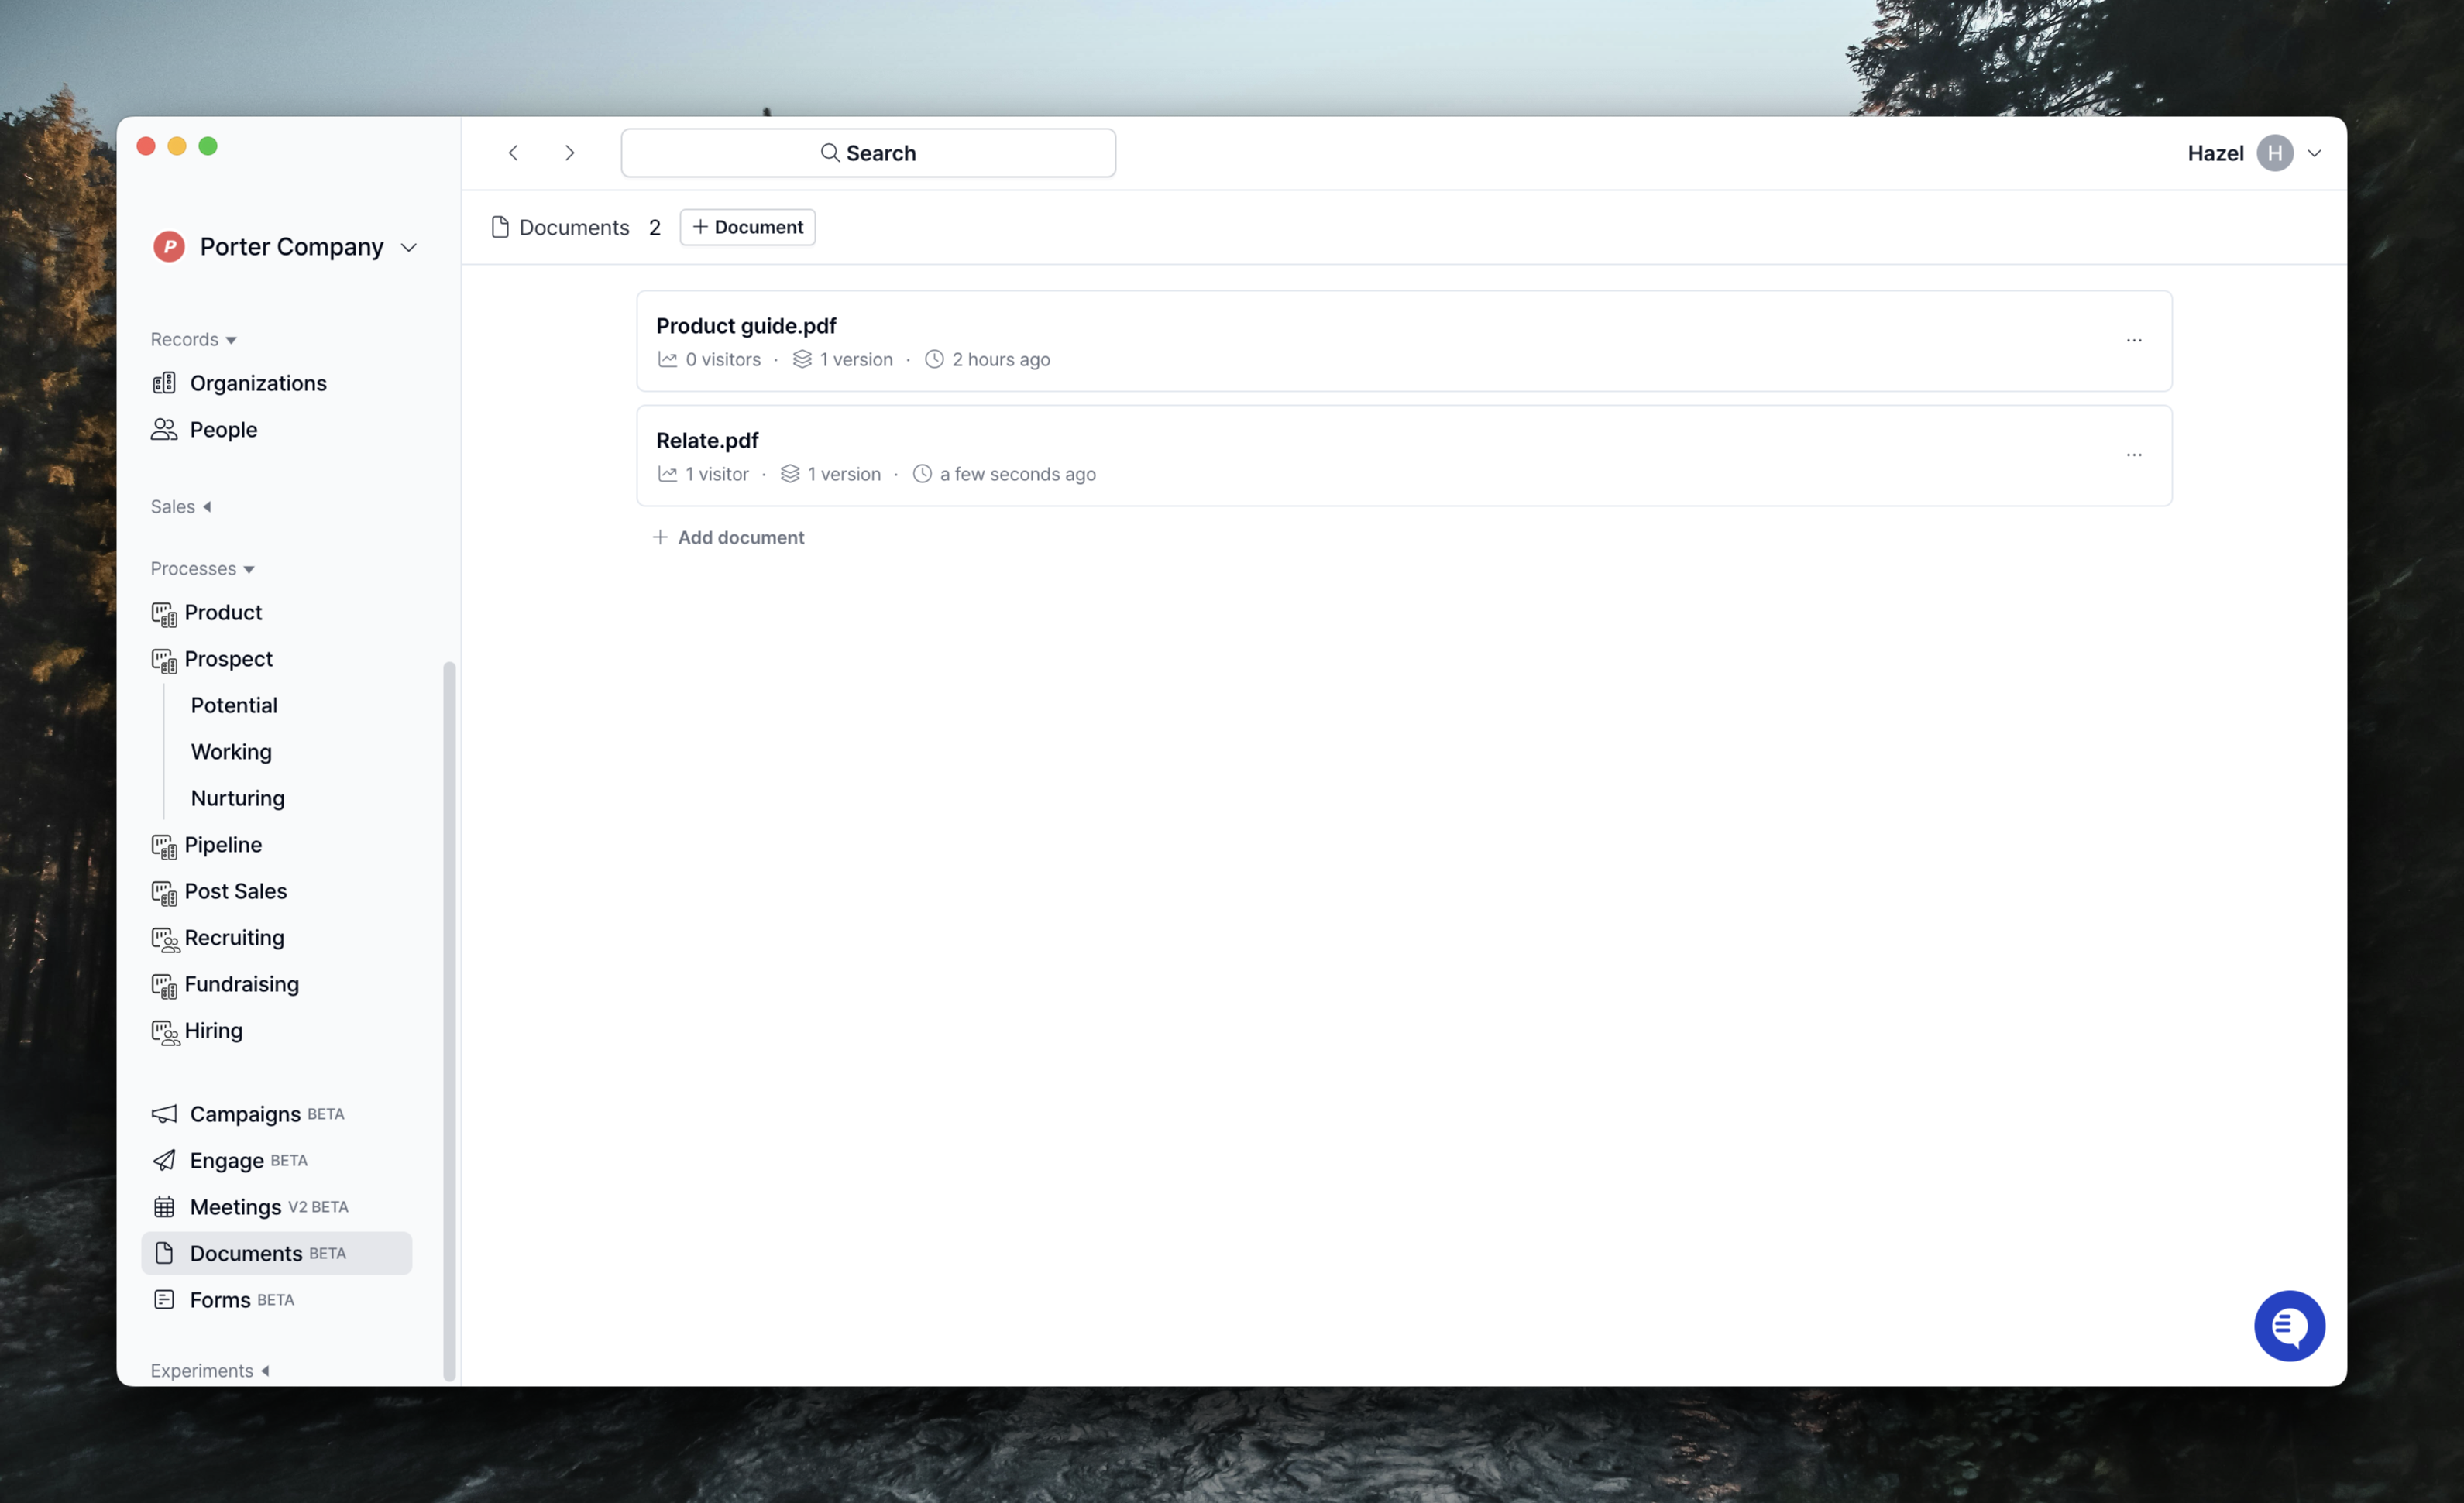 Search
Hazel H
P Porter Company
Documents 2 + Document
Records
Organizations
People
Sales
Processes
Product
Prospect
Potential
Working
Nurturing
Pipeline
Post Sales
Recruiting
Fundraising
Hiring
Campaigns BETA
Engage BETA
Meetings V2 BETA
Documents BETA
Forms BETA
Experiments
Product guide.pdf
0 visitors · 1 version · 2 hours ago
...
Relate.pdf
1 visitor · 1 version · a few seconds ago
...
+ Add document